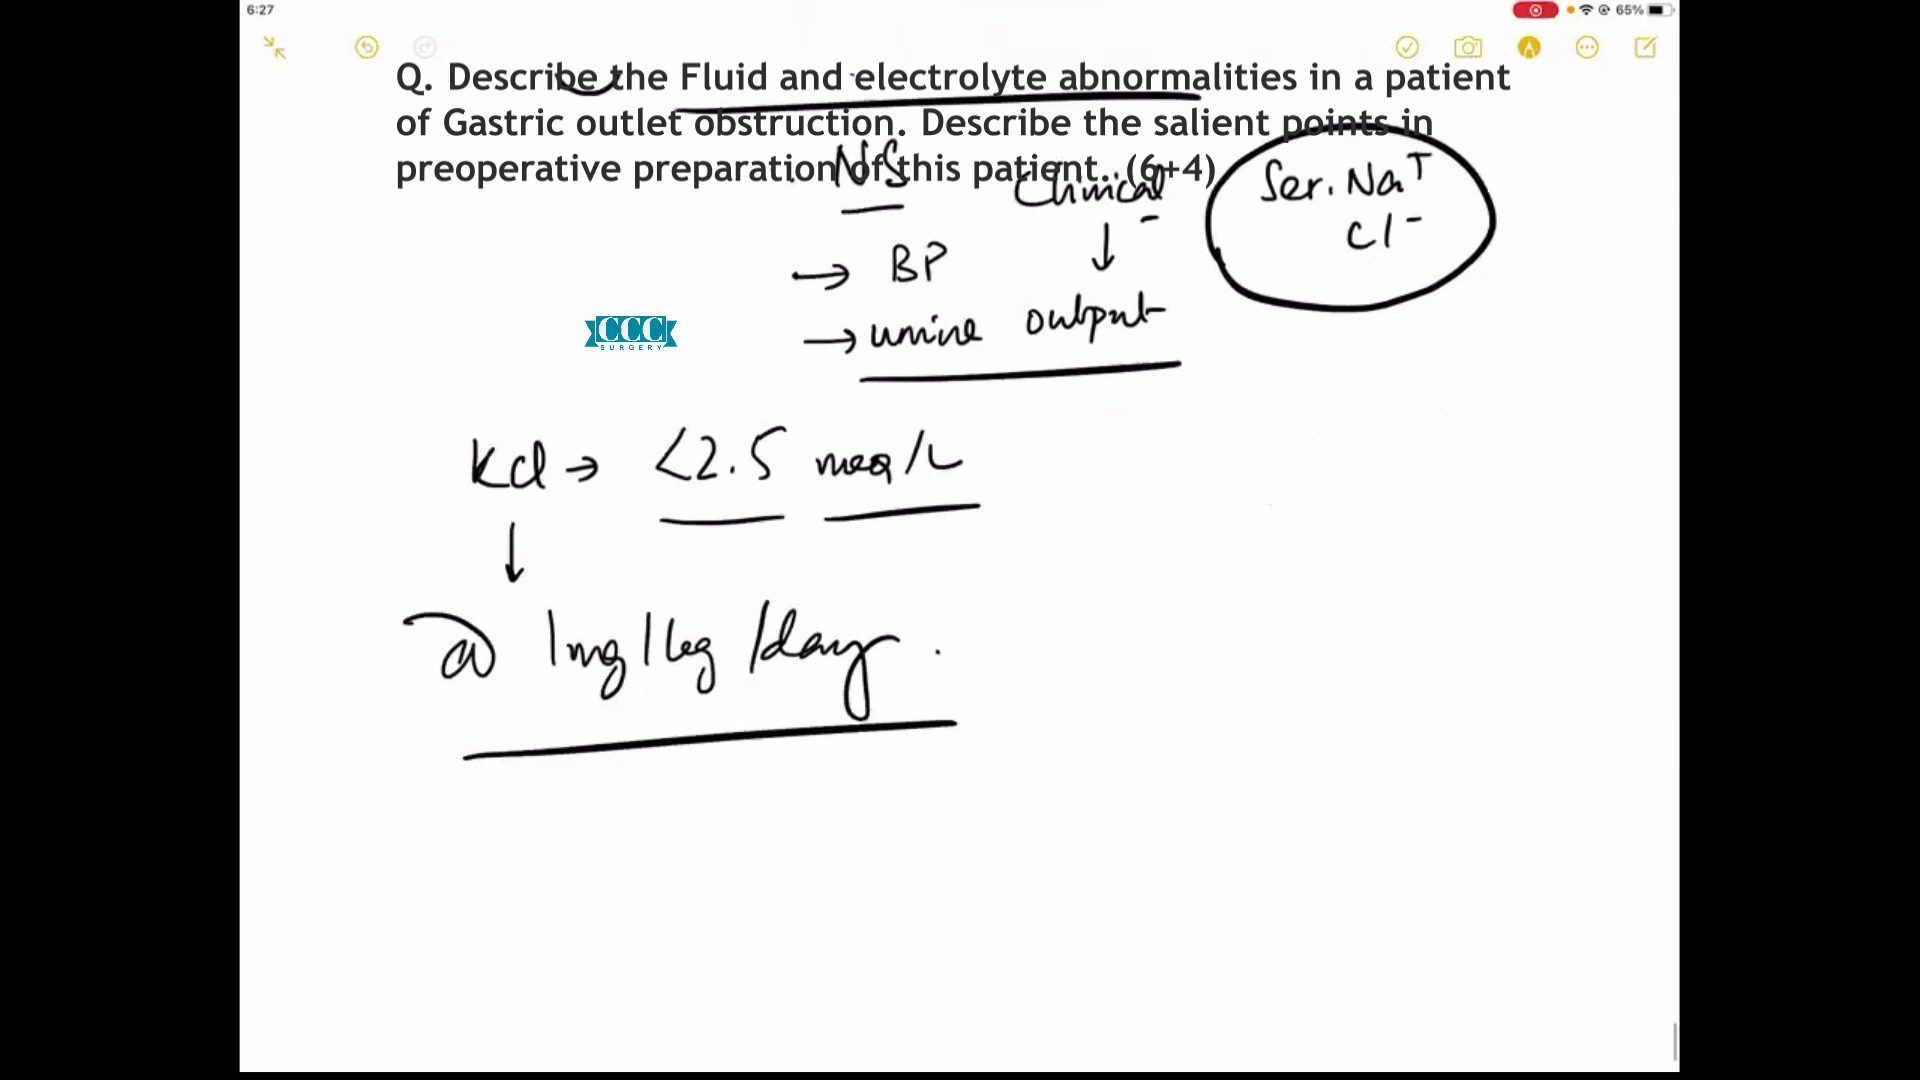 6:27
65%
Q. Describe the Fluid and electrolyte abnormalities in a patient
of Gastric outlet obstruction. Describe the salient points in
preoperative preparation of this patient. (6+4)
NS Clinical Ser. Na+
Cl-
→ BP ↓
→ urine output
CCC
SURGERY
Kcl → <2.5 meq/L
↓
@ 1mg/kg/day.